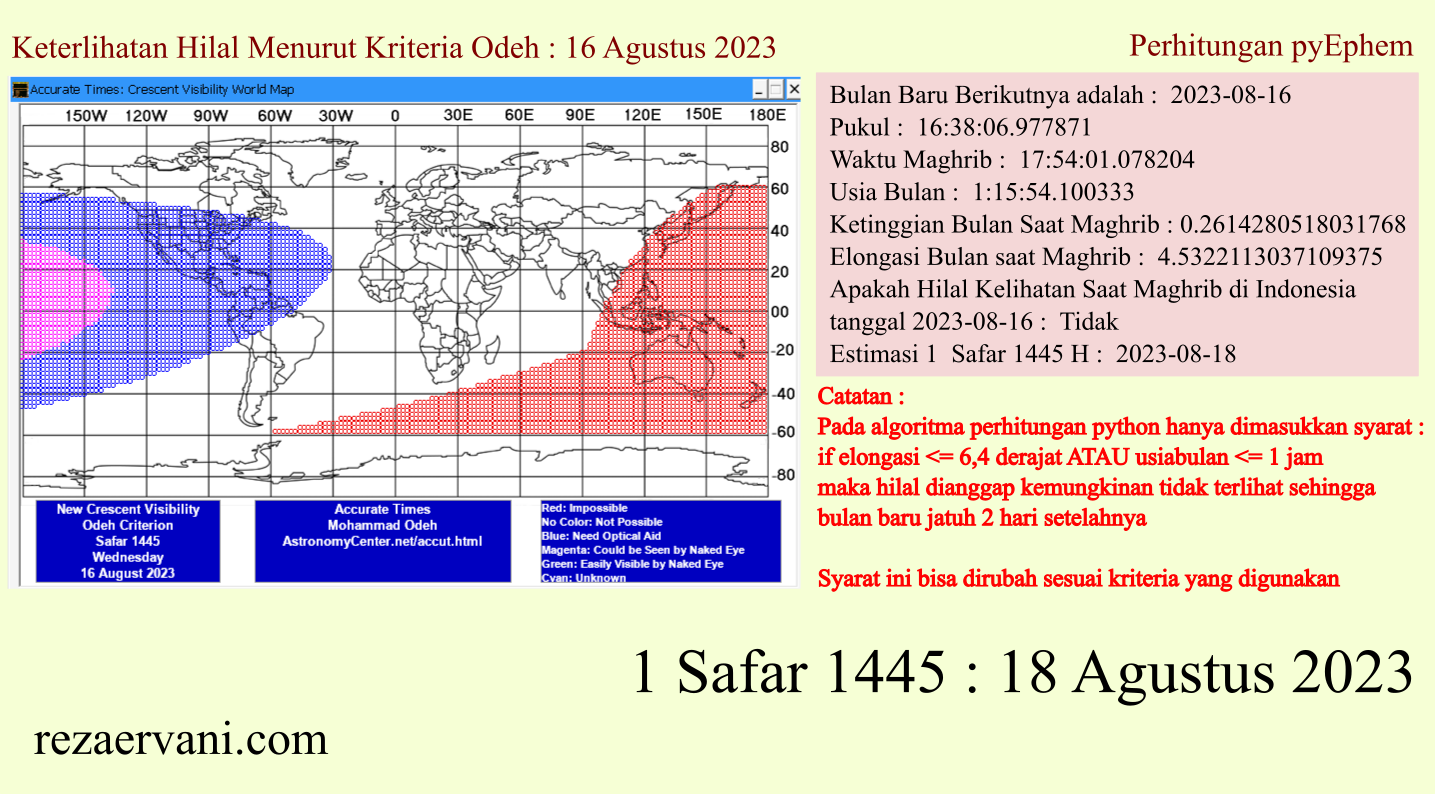 Keterlihatan Hilal Menurut Kriteria Odeh : 16 Agustus 2023
Accurate Times: Crescent Visibility World Map
150W 120W 90W 60W 30W 0 30E 60E 90E 120E 150E 180E
80
60
40
20
00
-20
-40
-60
-80
New Crescent Visibility
Odeh Criterion
Safar 1445
Wednesday
16 August 2023
Accurate Times
Mohammad Odeh
AstronomyCenter.net/accut.html
Red: Impossible
No Color: Not Possible
Blue: Need Optical Aid
Magenta: Could be Seen by Naked Eye
Green: Easily Visible by Naked Eye
Cyan: Unknown
Perhitungan pyEphem
Bulan Baru Berikutnya adalah : 2023-08-16
Pukul : 16:38:06.977871
Waktu Maghrib : 17:54:01.078204
Usia Bulan : 1:15:54.100333
Ketinggian Bulan Saat Maghrib : 0.2614280518031768
Elongasi Bulan saat Maghrib : 4.5322113037109375
Apakah Hilal Kelihatan Saat Maghrib di Indonesia
tanggal 2023-08-16 : Tidak
Estimasi 1 Safar 1445 H : 2023-08-18
Catatan :
Pada algoritma perhitungan python hanya dimasukkan syarat :
if elongasi <= 6,4 derajat ATAU usiabulan <= 1 jam
maka hilal dianggap kemungkinan tidak terlihat sehingga
bulan baru jatuh 2 hari setelahnya
Syarat ini bisa dirubah sesuai kriteria yang digunakan
1 Safar 1445 : 18 Agustus 2023
rezaervani.com